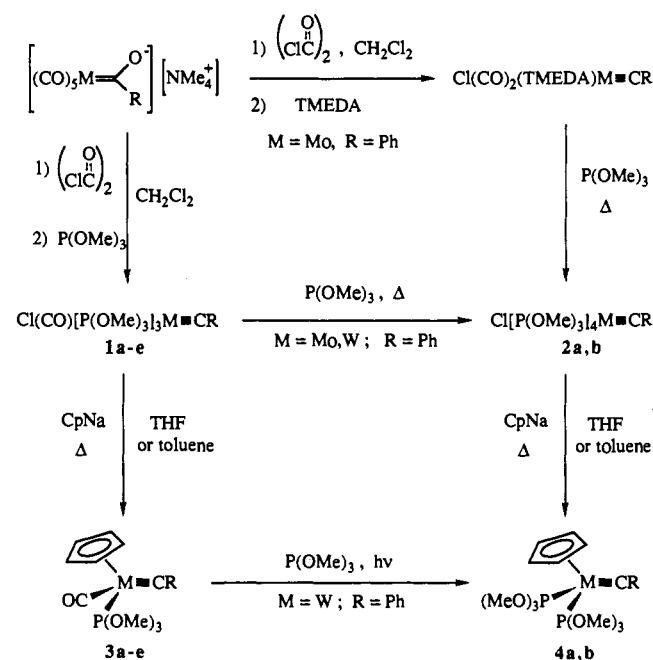 1) (ClC(=O))2 , CH2Cl2
[(CO)5M=C(O-)R] [NMe4+]
Cl(CO)2(TMEDA)M≡CR
2) TMEDA
M = Mo, R = Ph
1) (ClC(=O))2
CH2Cl2
2) P(OMe)3
P(OMe)3
Δ
P(OMe)3 , Δ
Cl(CO)[P(OMe)3]3M≡CR
Cl[P(OMe)3]4M≡CR
1a-e
M = Mo,W ; R = Ph
2a,b
CpNa
Δ
THF
or toluene
CpNa
Δ
THF
or toluene
P(OMe)3 , hν
M≡CR
OC
P(OMe)3
M = W ; R = Ph
M≡CR
(MeO)3P
P(OMe)3
3a-e
4a,b